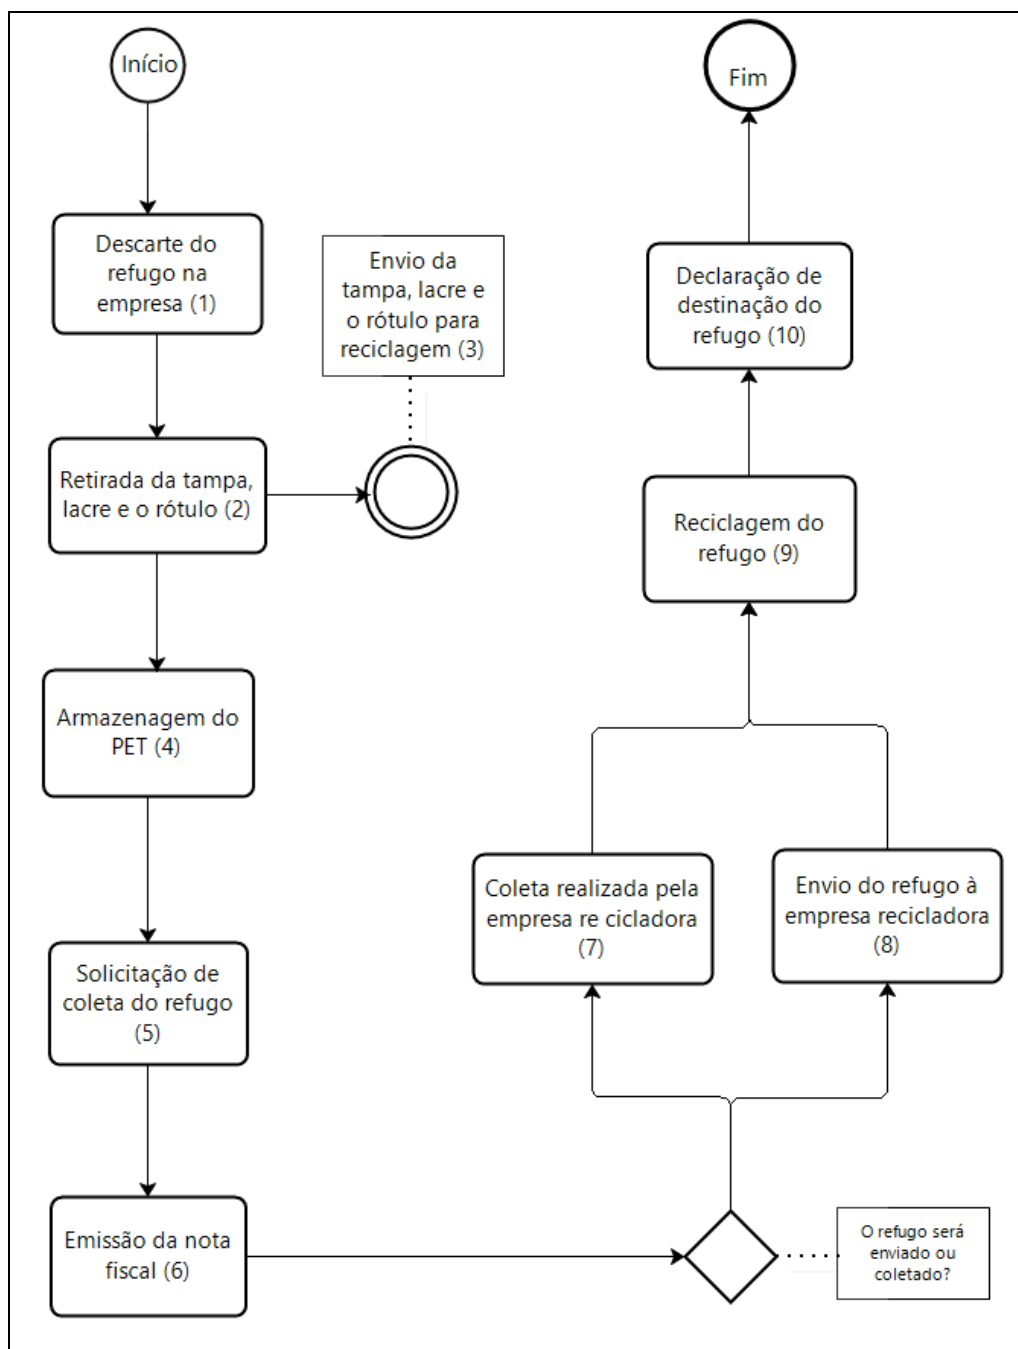 Início
Descarte do
refugo na
empresa (1)
Envio da
tampa, lacre e
o rótulo para
reciclagem (3)
Retirada da tampa,
lacre e o rótulo (2)
Armazenagem do
PET (4)
Solicitação de
coleta do refugo
(5)
Emissão da nota
fiscal (6)
O refugo será
enviado ou
coletado?
Coleta realizada pela
empresa re cicladora
(7)
Envio do refugo à
empresa recicladora
(8)
Reciclagem do
refugo (9)
Declaração de
destinação do
refugo (10)
Fim